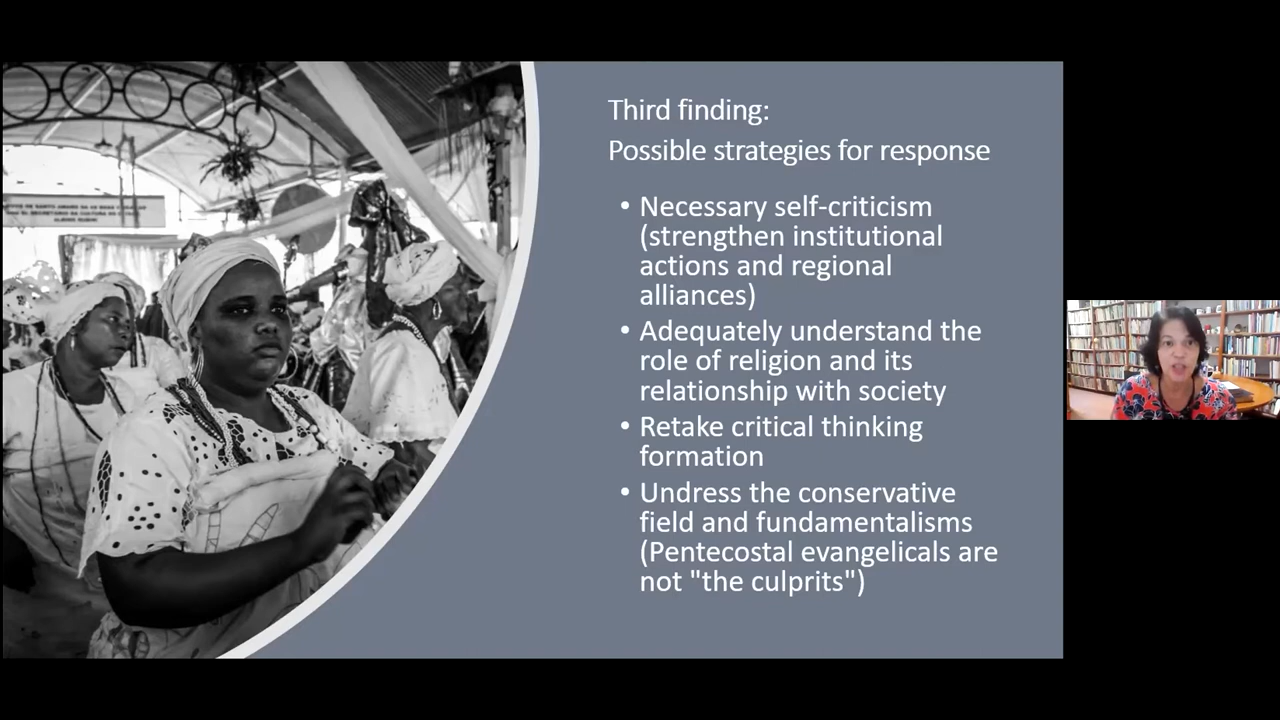 Third finding:
Possible strategies for response
• Necessary self-criticism
(strengthen institutional
actions and regional
alliances)
• Adequately understand the
role of religion and its
relationship with society
• Retake critical thinking
formation
• Undress the conservative
field and fundamentalisms
(Pentecostal evangelicals are
not "the culprits")